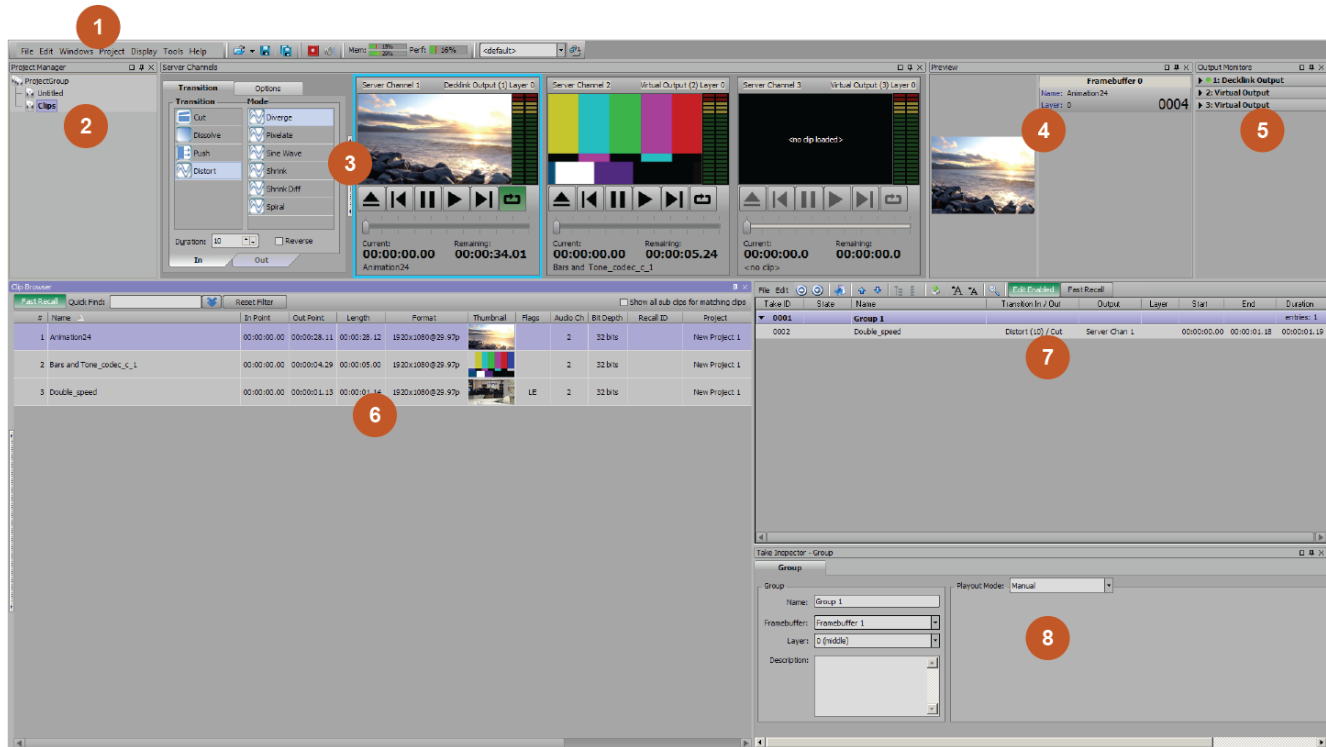 1
File Edit Windows Project Display Tools Help Mem: 15% 20% Perf: 16% <default>
Project Manager
ProjectGroup
Untitled
Clips
2
Server Channels
Transition Options
Transition Mode
Cut
Dissolve
Push
Distort
Diverge
Pixelate
Sine Wave
Shrink
Shrink Diff
Spiral
Duration: 10 Reverse
In Out
3
Server Channel 1 Decklink Output (1) Layer 0
Current: Remaining:
00:00:00.00 00:00:34.01
Animation24
Server Channel 2 Virtual Output (2) Layer 0
Current: Remaining:
00:00:00.00 00:00:05.24
Bars and Tone_codec_c_1
Server Channel 3 Virtual Output (3) Layer 0
<no clip loaded>
Current: Remaining:
00:00:00.0 00:00:00.0
<no clip>
Preview
Framebuffer 0
Name: Animation24
Layer: 0 0004
4
Output Monitors
1: Decklink Output
2: Virtual Output
3: Virtual Output
5
Clip Browser
Fast Recall Quick Find: Reset Filter Show all sub clips for matching clips
# Name In Point Out Point Length Format Thumbnail Flags Audio Ch Bit Depth Recall ID Project
1 Animation24 00:00:00.00 00:00:28.11 00:00:28.12 1920x1080@29.97p 2 32 bits New Project 1
2 Bars and Tone_codec_c_1 00:00:00.00 00:00:04.29 00:00:05.00 1920x1080@29.97p 2 32 bits New Project 1
3 Double_speed 00:00:00.00 00:00:01.13 00:00:01.14 1920x1080@29.97p LE 2 32 bits New Project 1
6
File Edit Edit Enabled Fast Recall
Take ID State Name Transition In / Out Output Layer Start End Duration
0001 Group 1 entries: 1
0002 Double_speed Distort (10) / Cut Server Chan 1 00:00:00.00 00:00:01.18 00:00:01.19
7
Take Inspector - Group
Group
Group
Name: Group 1
Framebuffer: Framebuffer 1
Layer: 0 (middle)
Description:
Playout Mode: Manual
8